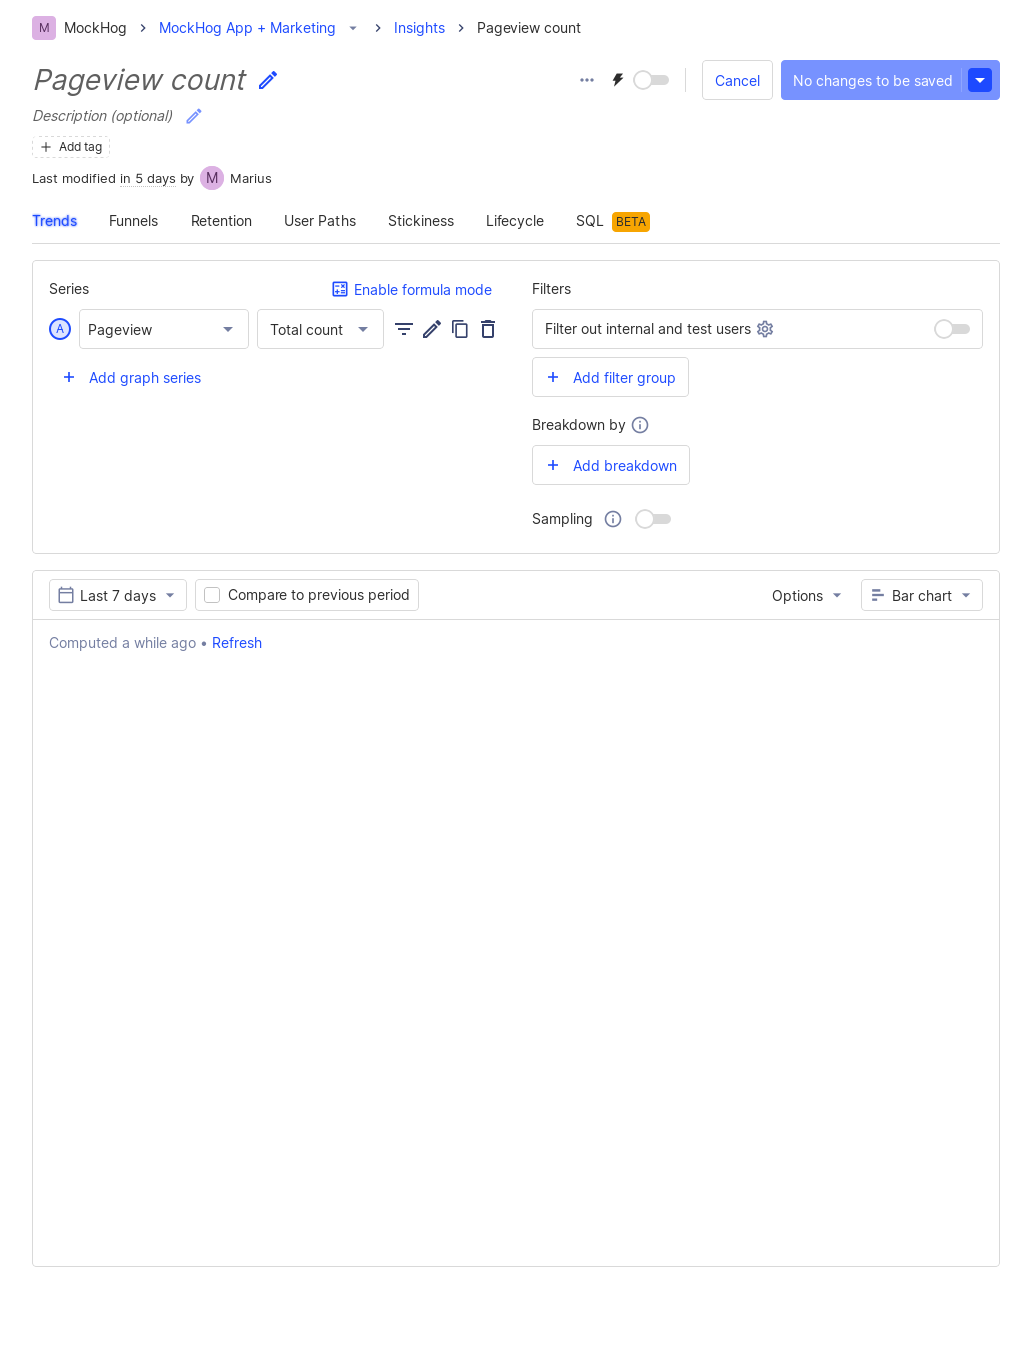 M MockHog MockHog App + Marketing Insights Pageview count
Pageview count
Cancel No changes to be saved
Description (optional)
Add tag
Last modified in 5 days by M Marius
Trends Funnels Retention User Paths Stickiness Lifecycle SQL BETA
Series Enable formula mode
A Pageview Total count
Add graph series
Filters
Filter out internal and test users
Add filter group
Breakdown by
Add breakdown
Sampling
Last 7 days Compare to previous period Options Bar chart
Computed a while ago • Refresh